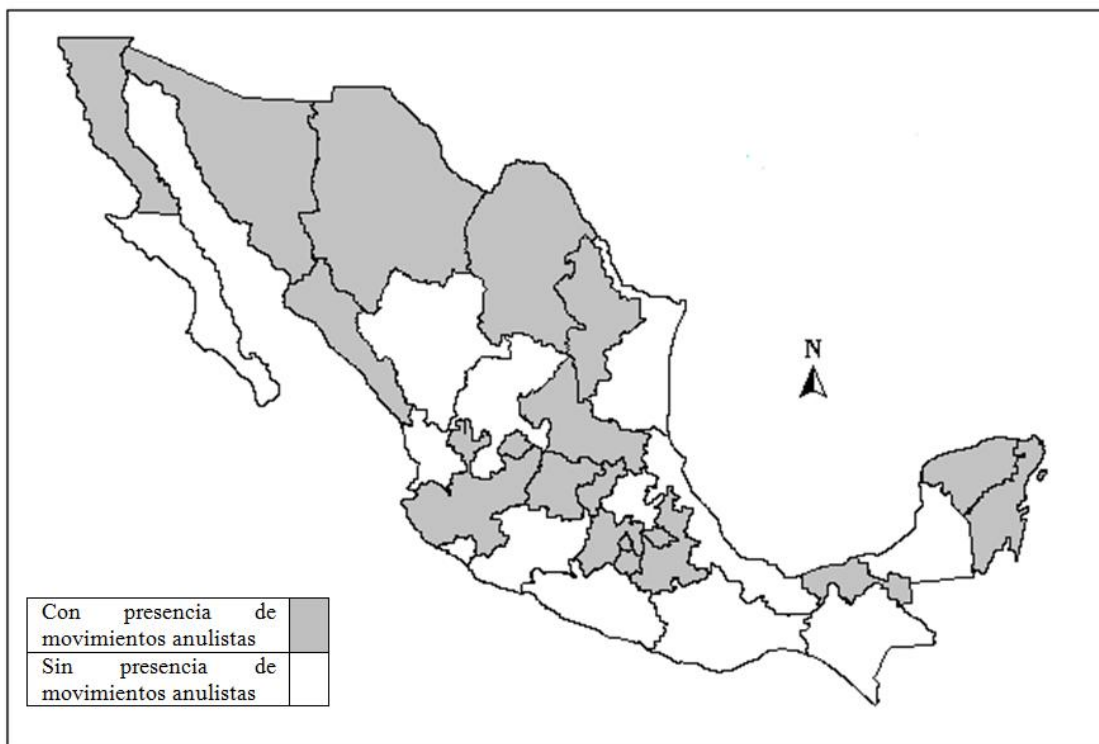 N
Con presencia de
movimientos anulistas
Sin presencia de
movimientos anulistas